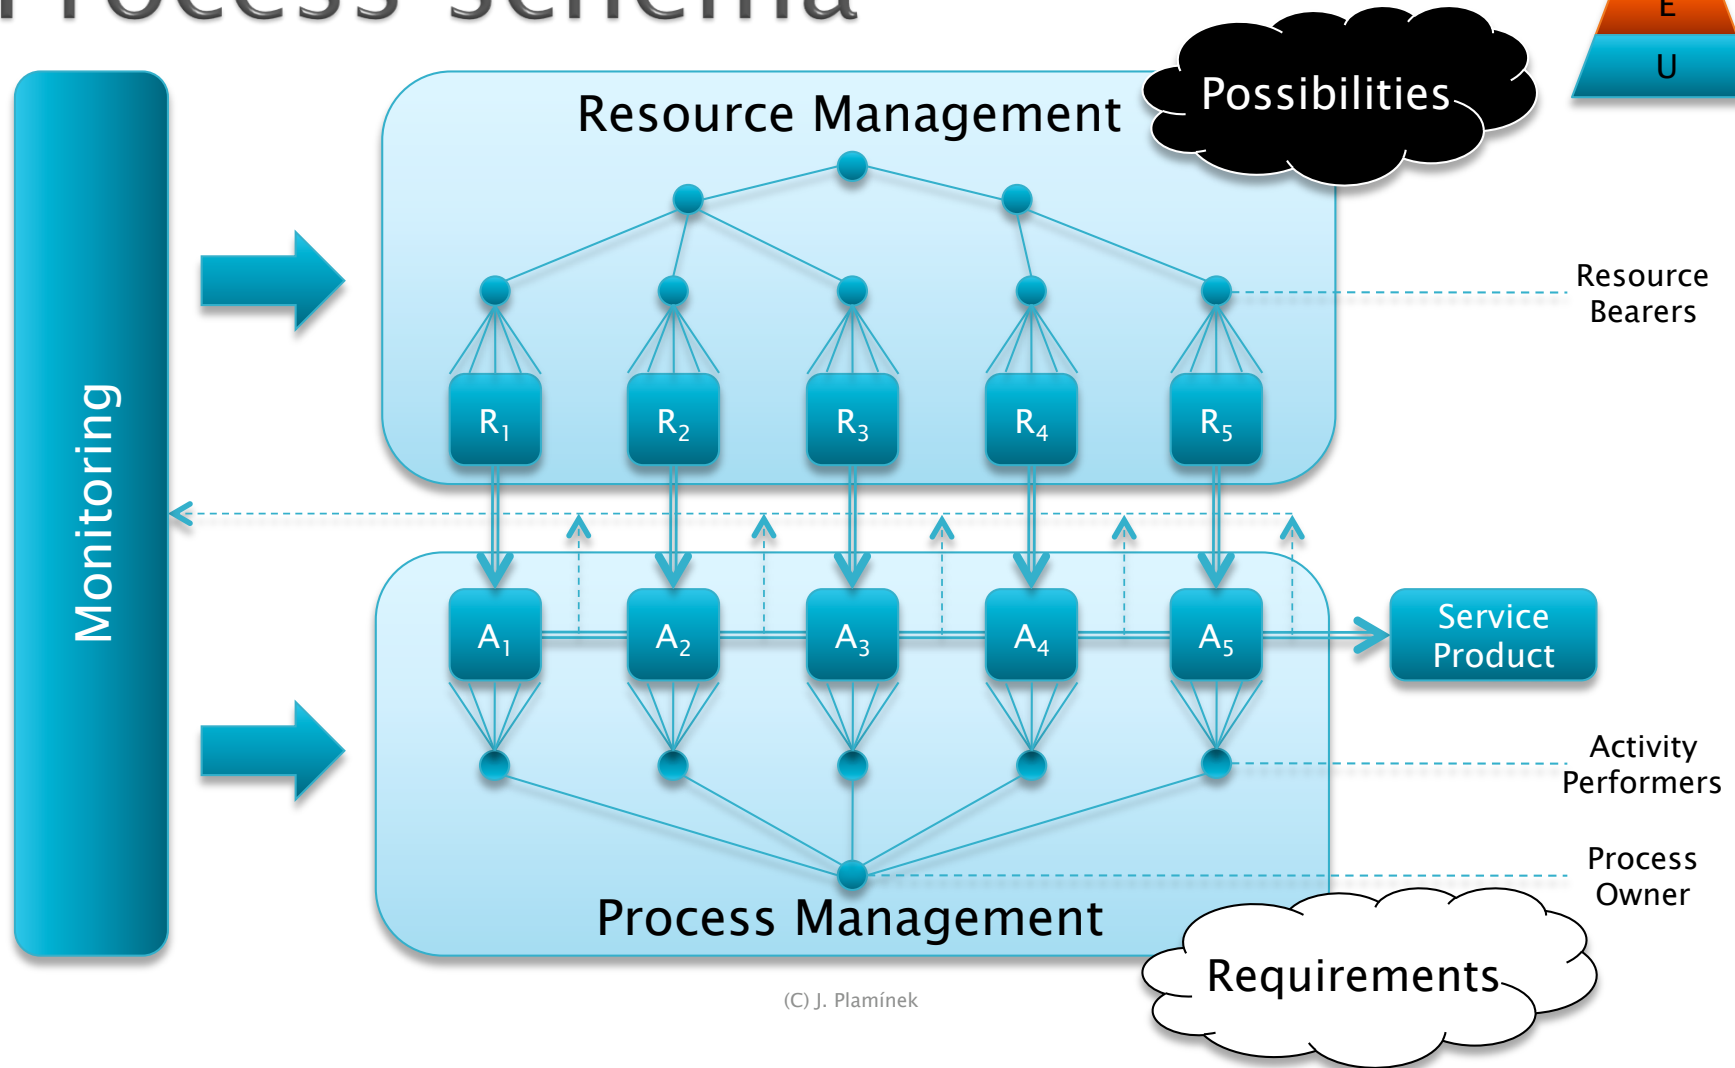 Process schema
E
U
Possibilities
Resource Management
Resource
Bearers
Monitoring
R1
R2
R3
R4
R5
A1
A2
A3
A4
A5
Service
Product
Activity
Performers
Process
Owner
Process Management
Requirements
(C) J. Plamínek